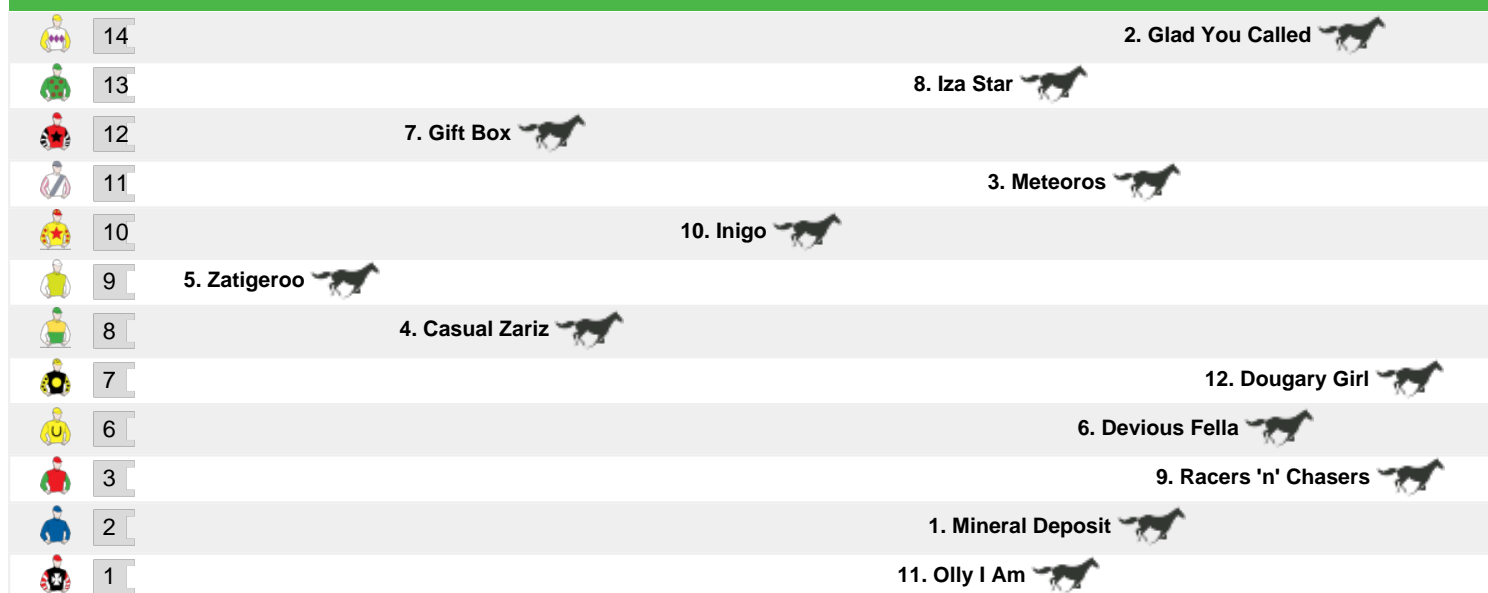 14 2. Glad You Called
13 8. Iza Star
12 7. Gift Box
11 3. Meteoros
10 10. Inigo
9 5. Zatigeroo
8 4. Casual Zariz
7 12. Dougary Girl
U 6 6. Devious Fella
3 9. Racers 'n' Chasers
2 1. Mineral Deposit
1 11. Olly I Am